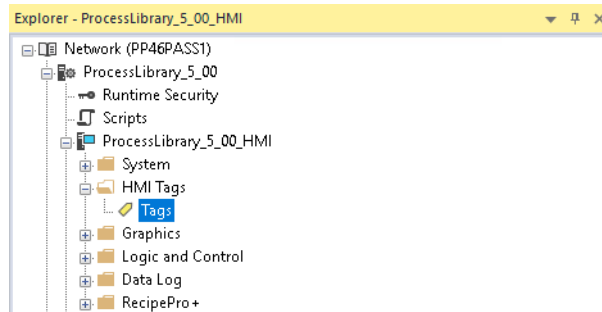 Explorer - ProcessLibrary_5_00_HMI
Network (PP46PASS1)
ProcessLibrary_5_00
Runtime Security
Scripts
ProcessLibrary_5_00_HMI
System
HMI Tags
Tags
Graphics
Logic and Control
Data Log
RecipePro+